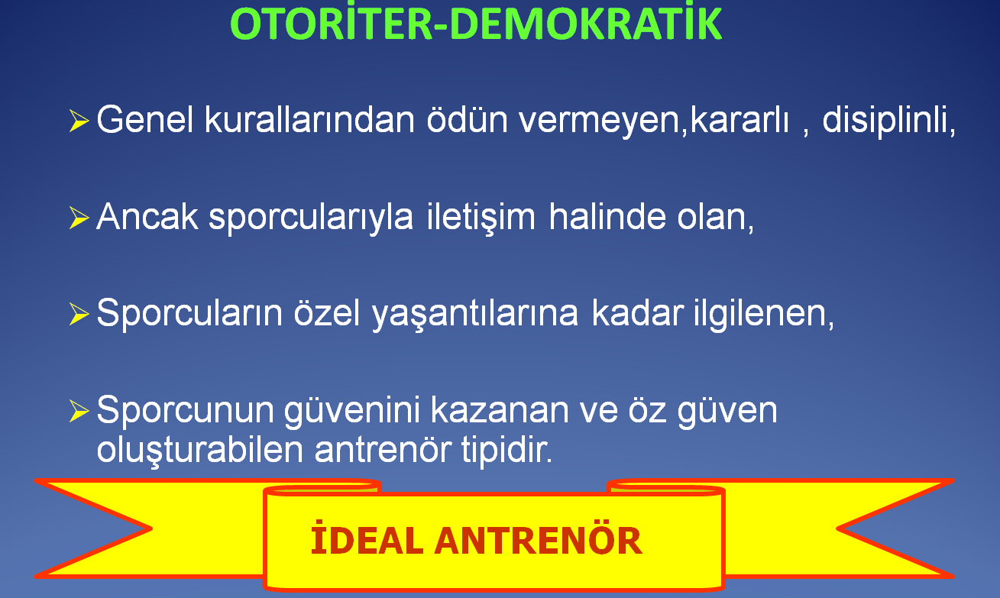 OTORİTER-DEMOKRATİK
Genel kurallarından ödün vermeyen,kararlı , disiplinli,
Ancak sporcularıyla iletişim halinde olan,
Sporcuların özel yaşantılarına kadar ilgilenen,
Sporcunun güvenini kazanan ve öz güven
oluşturabilen antrenör tipidir.
İDEAL ANTRENÖR